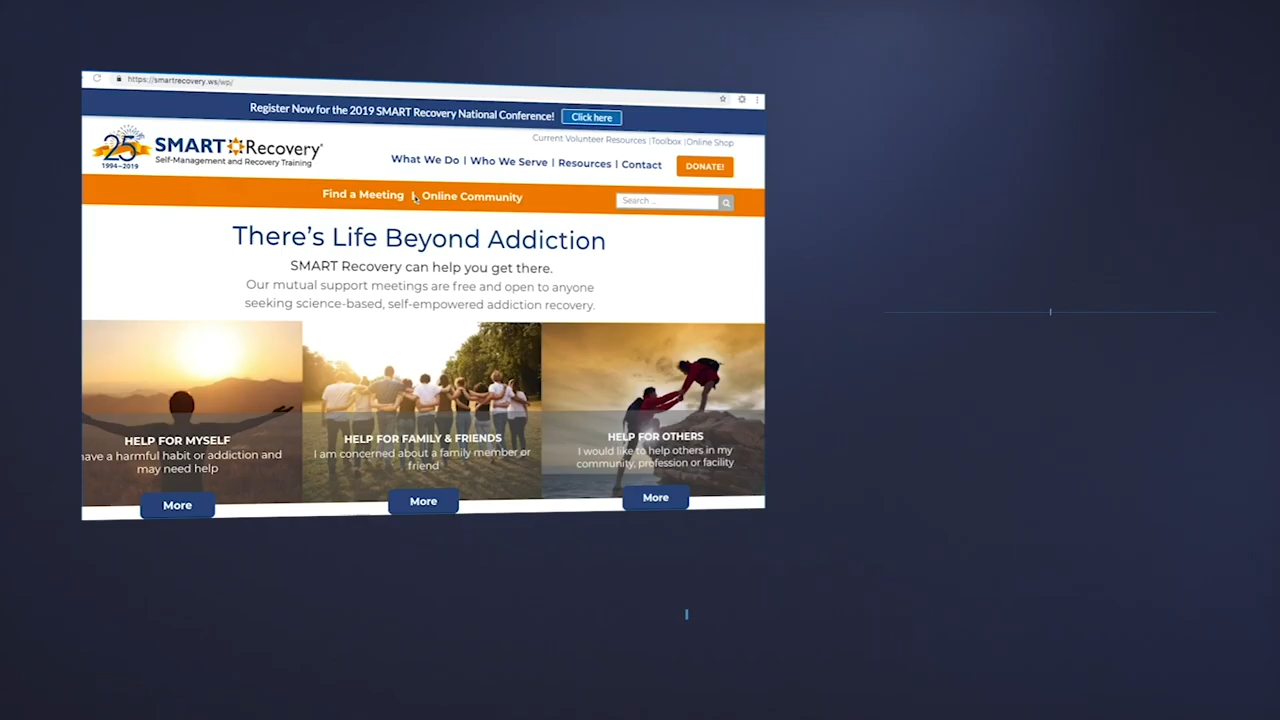 https://smartrecovery.ws/wp/
Register Now for the 2019 SMART Recovery National Conference! Click here
Current Volunteer Resources |Toolbox |Online Shop
25
1994–2019
SMART Recovery®
Self-Management and Recovery Training
What We Do | Who We Serve | Resources | Contact DONATE!
Find a Meeting | Online Community Search ...
There's Life Beyond Addiction
SMART Recovery can help you get there.
Our mutual support meetings are free and open to anyone
seeking science-based, self-empowered addiction recovery.
HELP FOR MYSELF
have a harmful habit or addiction and
may need help
More
HELP FOR FAMILY & FRIENDS
I am concerned about a family member or
friend
More
HELP FOR OTHERS
I would like to help others in my
community, profession or facility
More